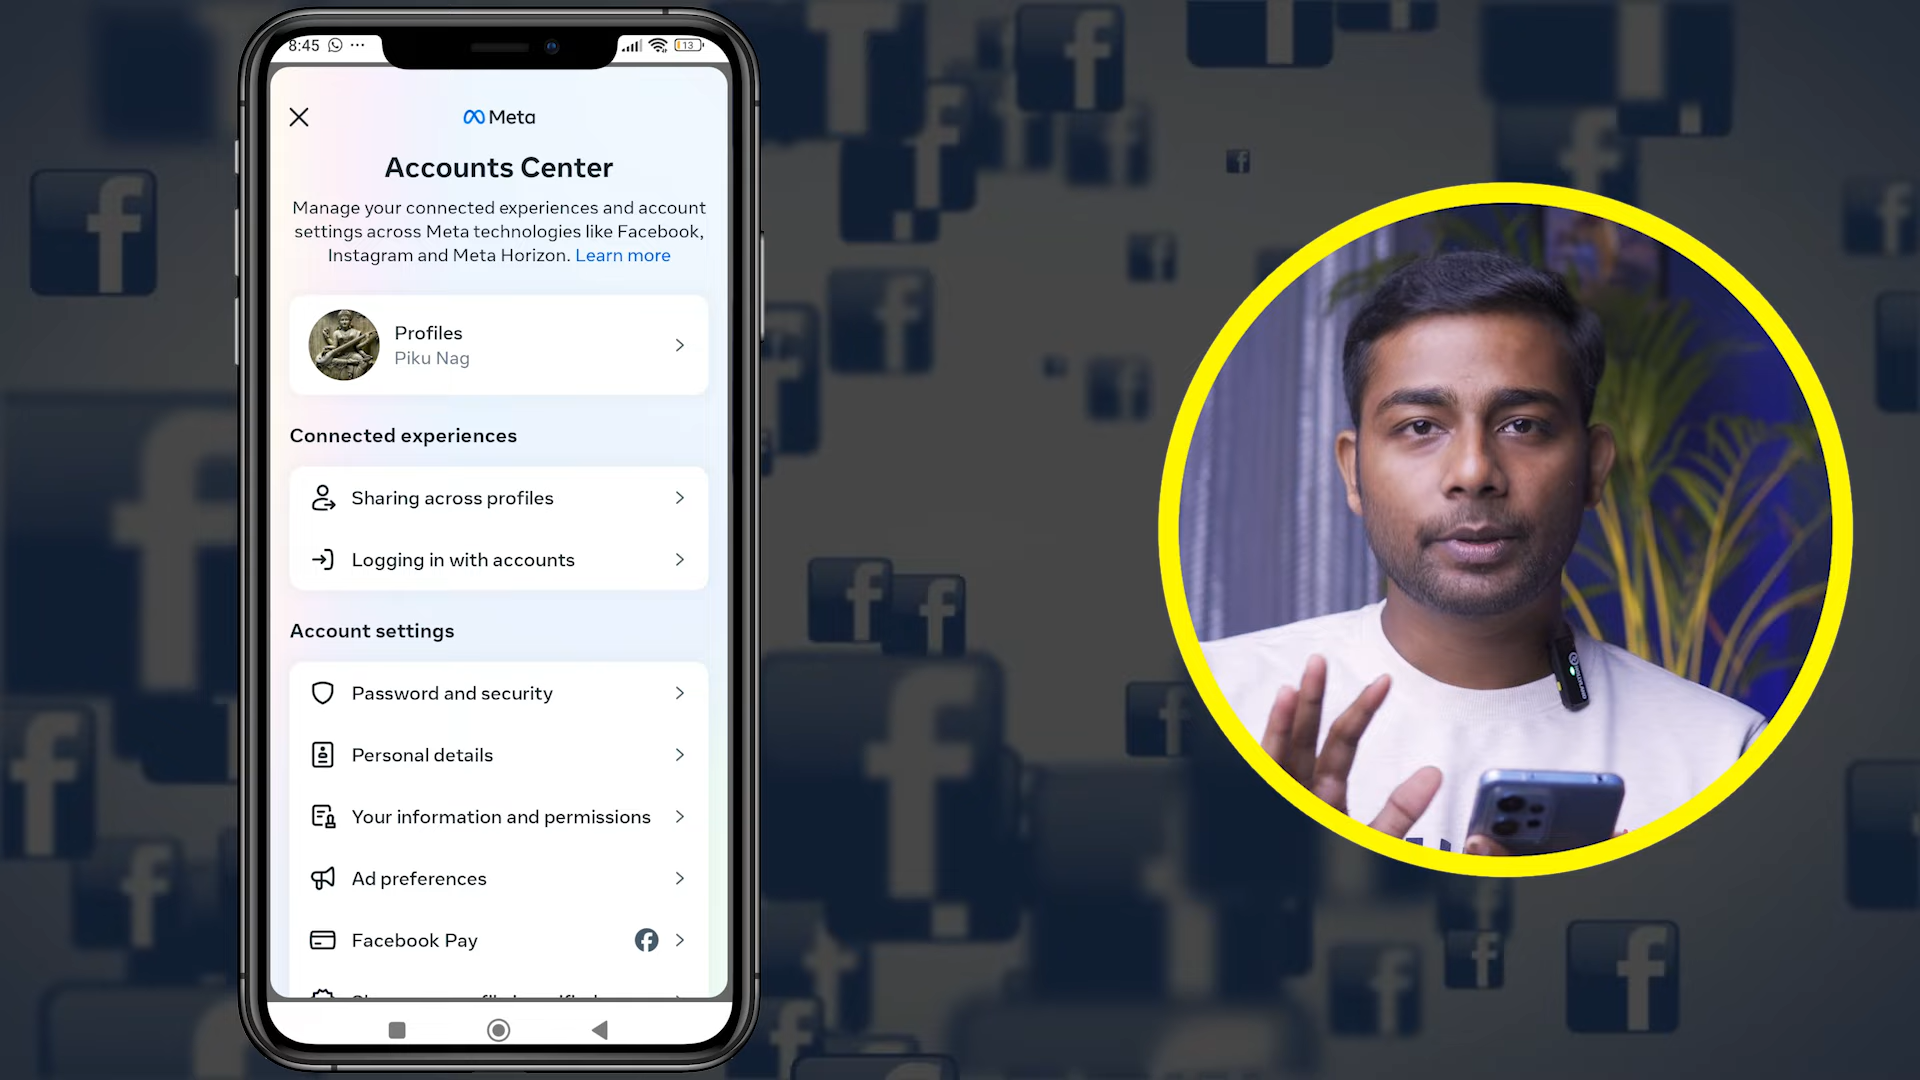 8:45
13
Meta
Accounts Center
Manage your connected experiences and account
settings across Meta technologies like Facebook,
Instagram and Meta Horizon. Learn more
Profiles
Piku Nag
Connected experiences
Sharing across profiles
Logging in with accounts
Account settings
Password and security
Personal details
Your information and permissions
Ad preferences
Facebook Pay